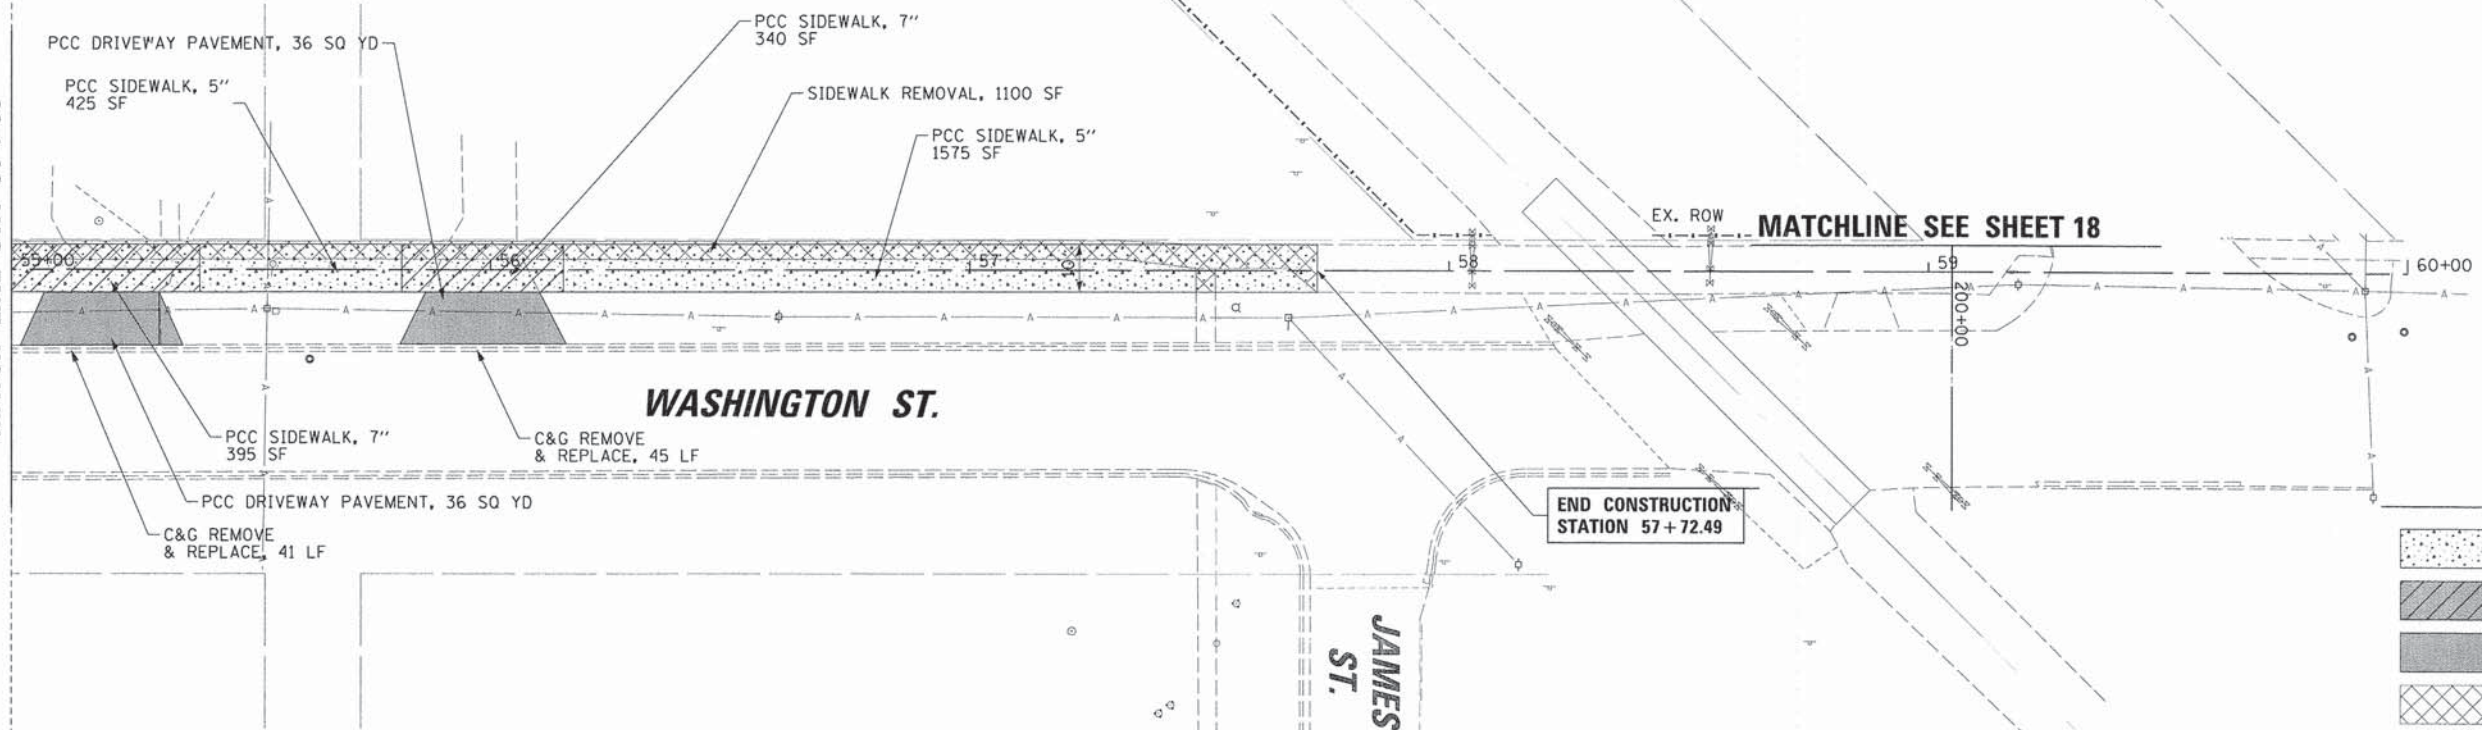 PCC SIDEWALK, 7"
340 SF
PCC DRIVEWAY PAVEMENT, 36 SQ YD
PCC SIDEWALK, 5"
425 SF
SIDEWALK REMOVAL, 1100 SF
PCC SIDEWALK, 5"
1575 SF
EX. ROW
MATCHLINE SEE SHEET 18
55+00
56
57
10
58
59
60+00
200+00
WASHINGTON ST.
PCC SIDEWALK, 7"
395 SF
C&G REMOVE
& REPLACE, 45 LF
PCC DRIVEWAY PAVEMENT, 36 SQ YD
C&G REMOVE
& REPLACE, 41 LF
END CONSTRUCTION
STATION 57+72.49
JAMES
ST.